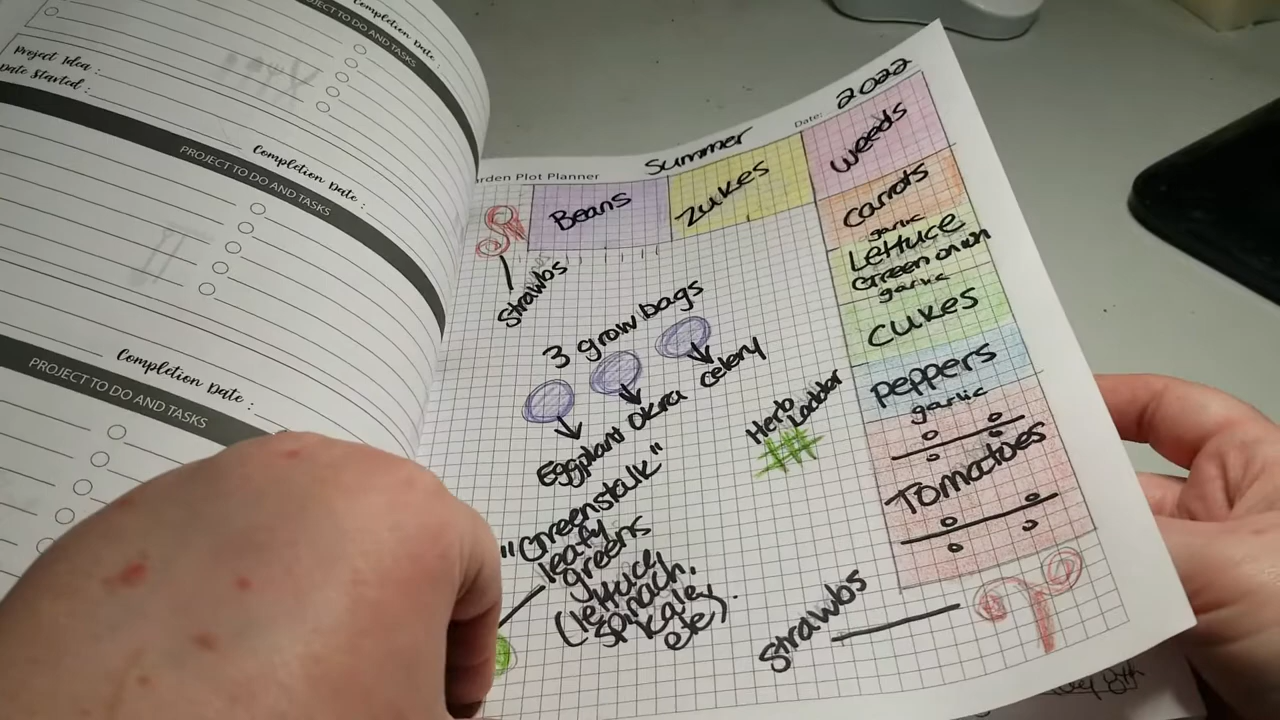 Completion Date :
PROJECT TO DO AND TASKS
Project Idea :
Date Started :
Completion Date :
PROJECT TO DO AND TASKS
Completion Date :
PROJECT TO DO AND TASKS
arden Plot Planner
Summer
Date:
2022
Beans
Zukes
weeds
carrots
garlic
Lettuce
Green onion
garlic
cukes
peppers
garlic
Tomatoes
Strawbs
3 grow bags
Eggplant
Okra
celery
Herb
Ladder
"Greenstalk"
leafy
greens
(lettuce,
spinach,
kale,
etc).
Strawbs
8th